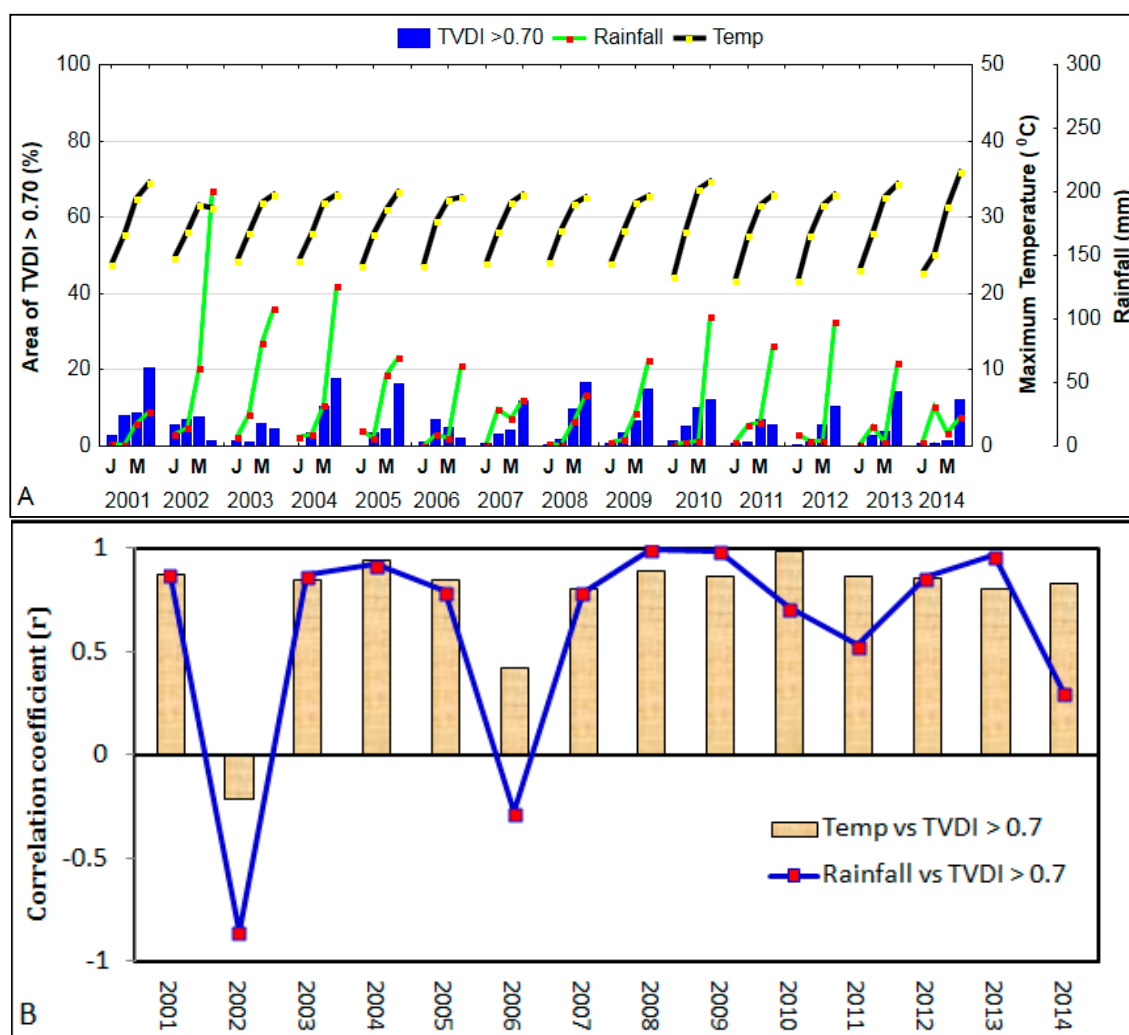 TVDI >0.70 Rainfall Temp
100 50 300
80 40 250
60 30 200
40 20 150
20 10 100
0 0 50
0
Area of TVDI > 0.70 (%)
Maximum Temperature ( ⁰C)
Rainfall (mm)
J M J M J M J M J M J M J M J M J M J M J M J M J M J M
2001 2002 2003 2004 2005 2006 2007 2008 2009 2010 2011 2012 2013 2014
A
1
0.5
0
-0.5
-1
Correlation coefficient (r)
Temp vs TVDI > 0.7
Rainfall vs TVDI > 0.7
2001 2002 2003 2004 2005 2006 2007 2008 2009 2010 2011 2012 2013 2014
B